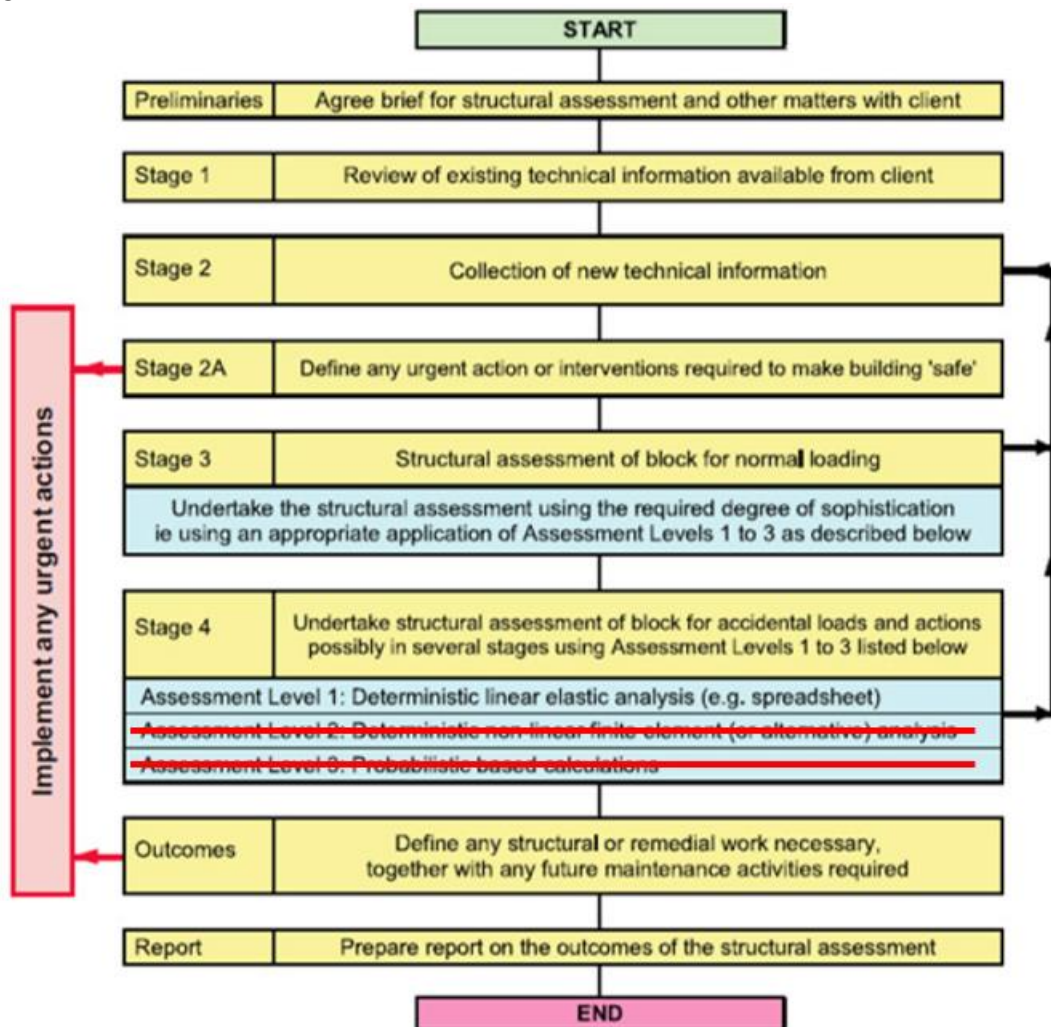 START
Preliminaries
Agree brief for structural assessment and other matters with client
Stage 1
Review of existing technical information available from client
Stage 2
Collection of new technical information
Stage 2A
Define any urgent action or interventions required to make building 'safe'
Stage 3
Structural assessment of block for normal loading
Undertake the structural assessment using the required degree of sophistication
ie using an appropriate application of Assessment Levels 1 to 3 as described below
Stage 4
Undertake structural assessment of block for accidental loads and actions
possibly in several stages using Assessment Levels 1 to 3 listed below
Assessment Level 1: Deterministic linear elastic analysis (e.g. spreadsheet)
Assessment Level 2: Deterministic non-linear finite element (or alternative) analysis
Assessment Level 3: Probabilistic based calculations
Outcomes
Define any structural or remedial work necessary,
together with any future maintenance activities required
Report
Prepare report on the outcomes of the structural assessment
END
Implement any urgent actions